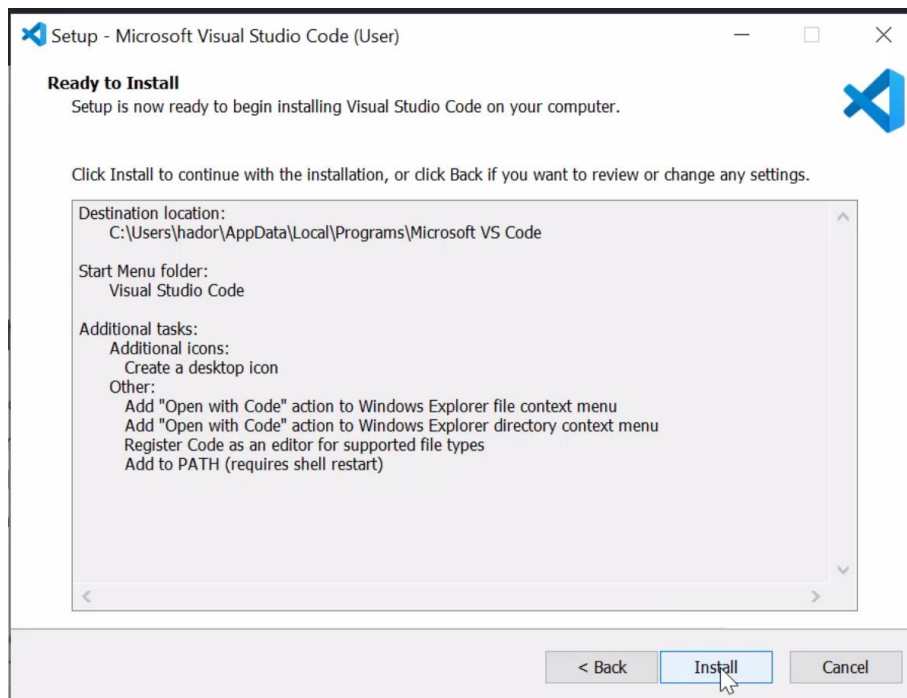 Setup - Microsoft Visual Studio Code (User)
Ready to Install
Setup is now ready to begin installing Visual Studio Code on your computer.
Click Install to continue with the installation, or click Back if you want to review or change any settings.
Destination location:
C:\Users\hador\AppData\Local\Programs\Microsoft VS Code
Start Menu folder:
Visual Studio Code
Additional tasks:
Additional icons:
Create a desktop icon
Other:
Add "Open with Code" action to Windows Explorer file context menu
Add "Open with Code" action to Windows Explorer directory context menu
Register Code as an editor for supported file types
Add to PATH (requires shell restart)
< Back
Install
Cancel